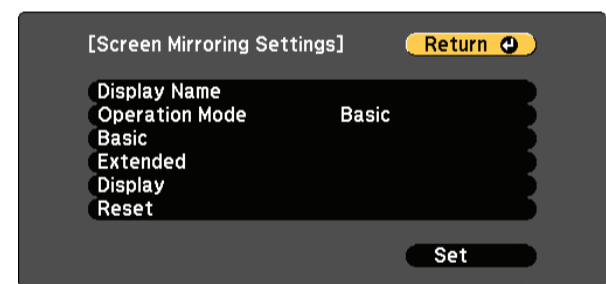 [Screen Mirroring Settings] Return
Display Name
Operation Mode Basic
Basic
Extended
Display
Reset
Set